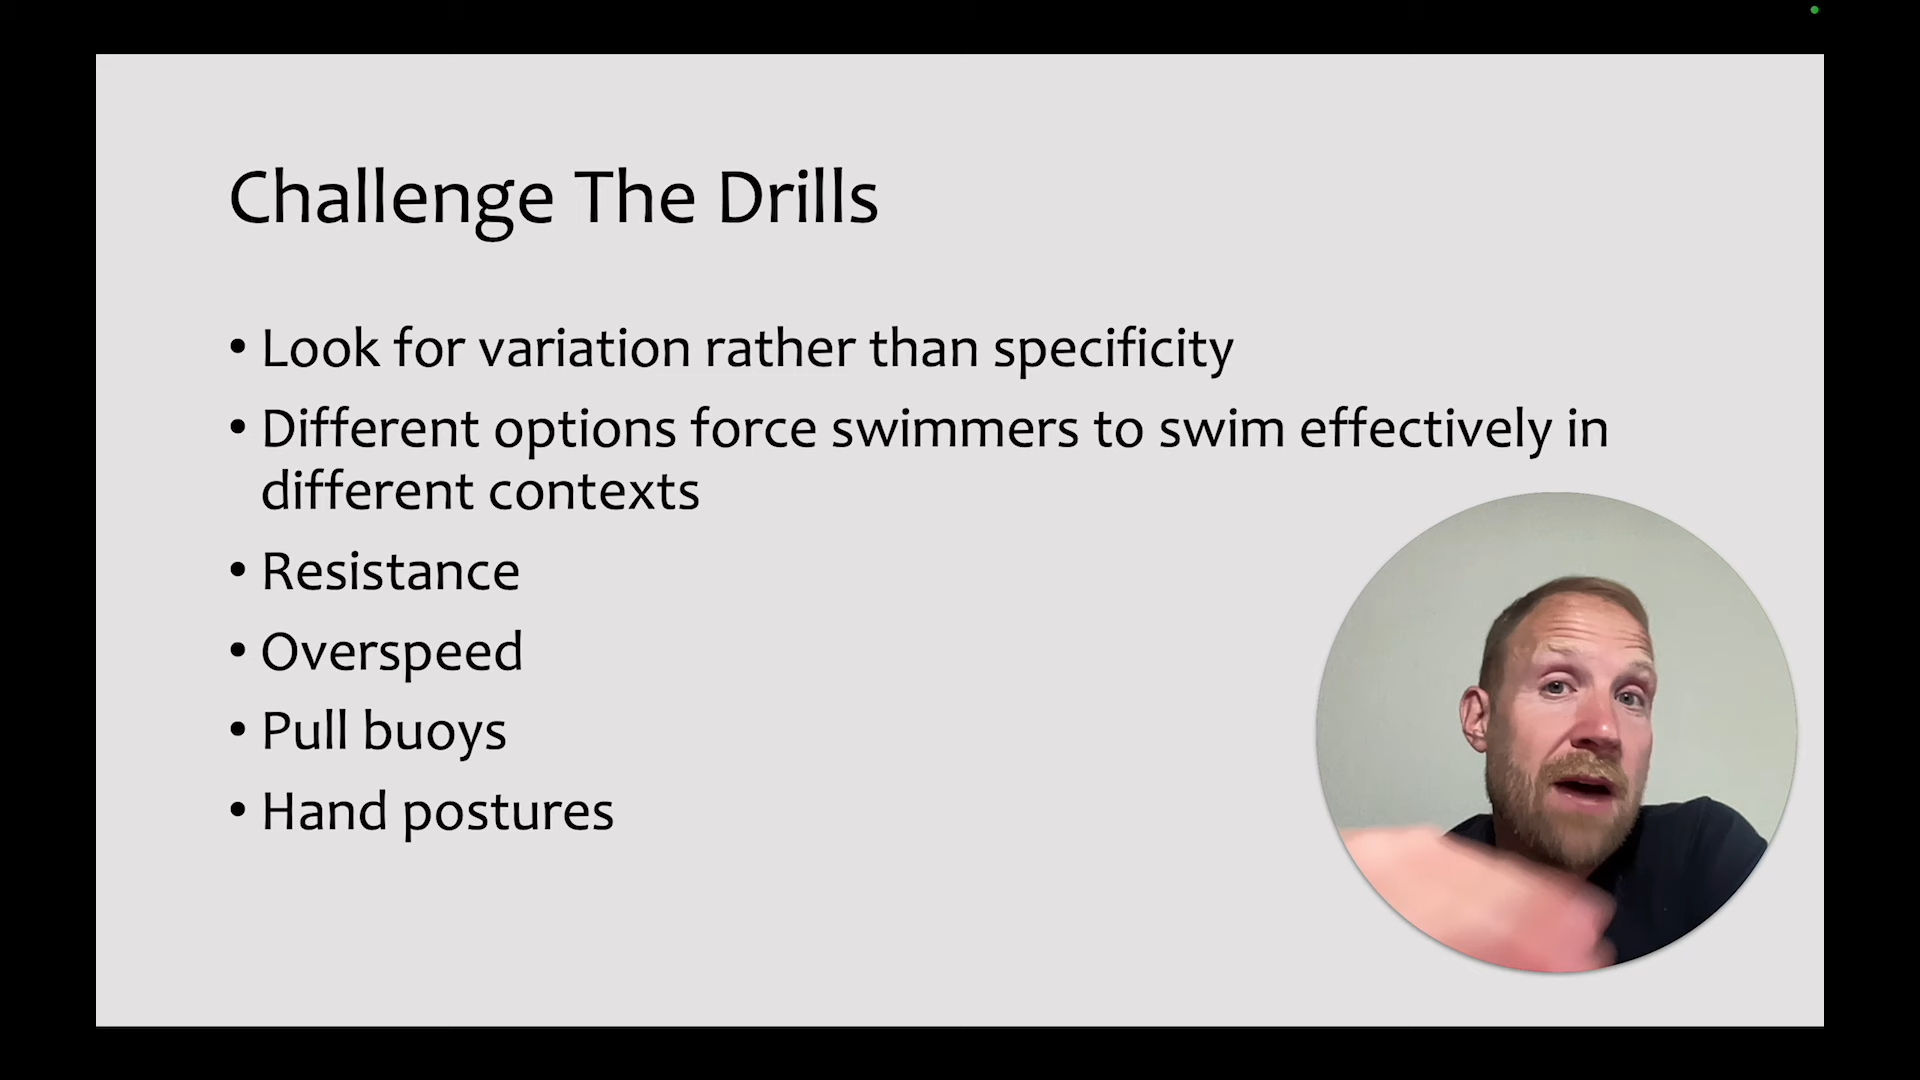 Challenge The Drills
• Look for variation rather than specificity
• Different options force swimmers to swim effectively in
different contexts
• Resistance
• Overspeed
• Pull buoys
• Hand postures